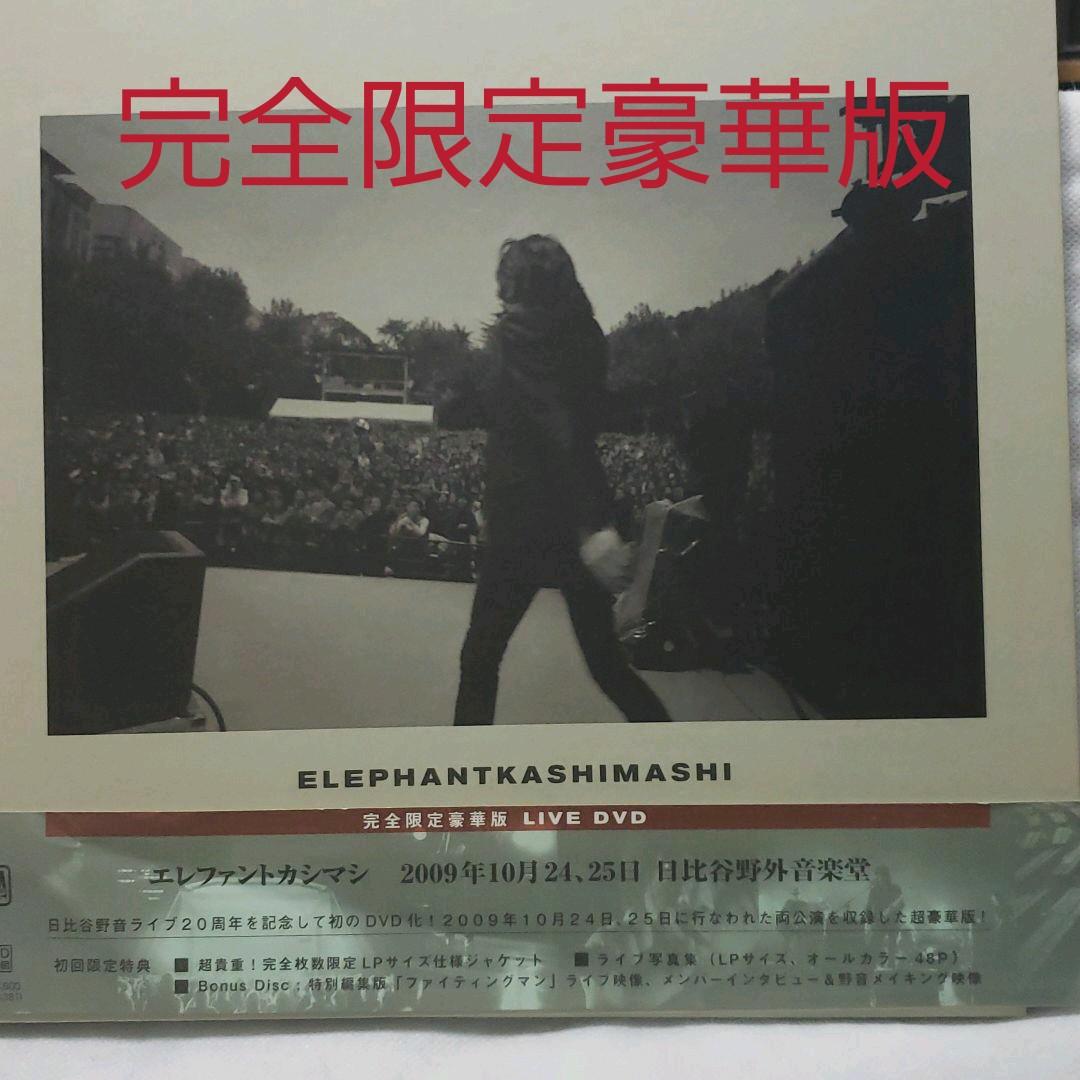 完全限定豪華版
ELEPHANTKASHIMASHI
完全限定豪華版 LIVE DVD
エレファントカシマシ 2009年10月24、25日 日比谷野外音楽堂
日比谷野音ライブ20周年を記念して初のDVD化！2009年10月24日、25日に行なわれた両公演を収録した超豪華版！
初回限定特典 ■ 超貴重！完全枚数限定LPサイズ仕様ジャケット ■ ライブ写真集（LPサイズ、オールカラー48P）
■ Bonus Disc：特別編集版「ファイティングマン」ライブ映像、メンバーインタビュー＆野音メイキング映像